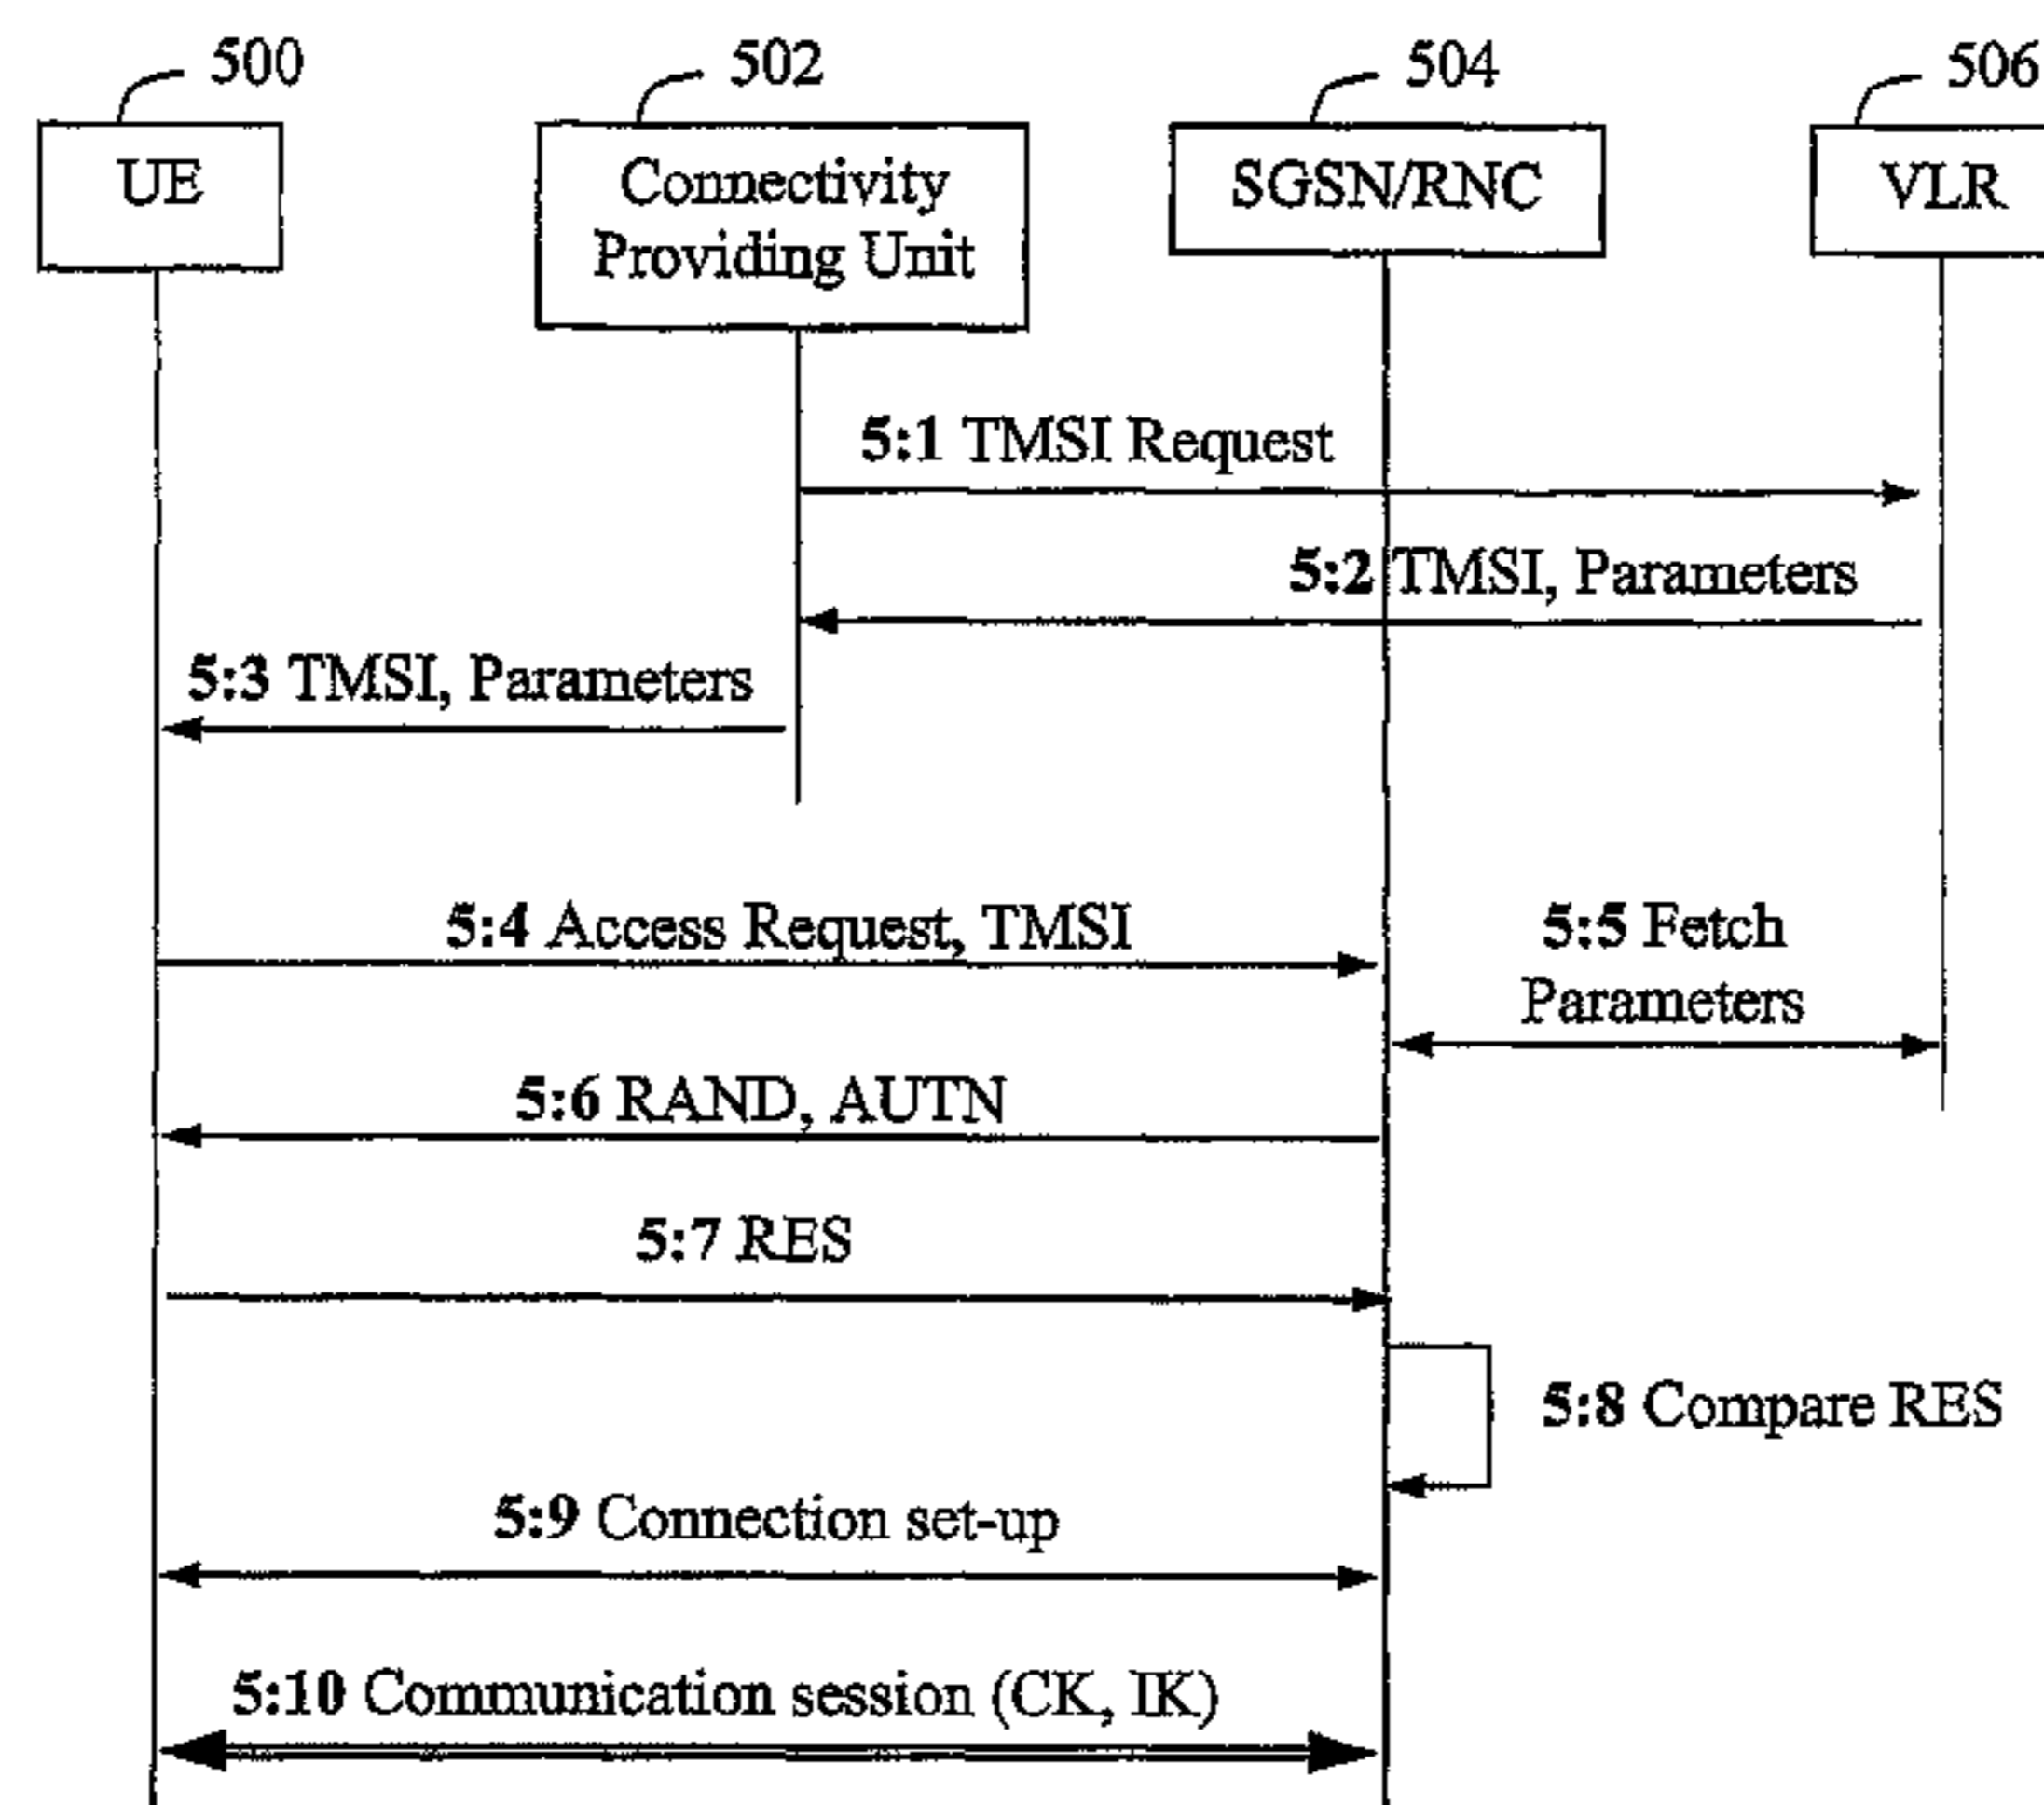 500
502
504
506
UE
Connectivity
Providing Unit
SGSN/RNC
VLR
5:1 TMSI Request
5:2 TMSI, Parameters
5:3 TMSI, Parameters
5:4 Access Request, TMSI
5:5 Fetch
Parameters
5:6 RAND, AUTN
5:7 RES
5:8 Compare RES
5:9 Connection set-up
5:10 Communication session (CK, IK)